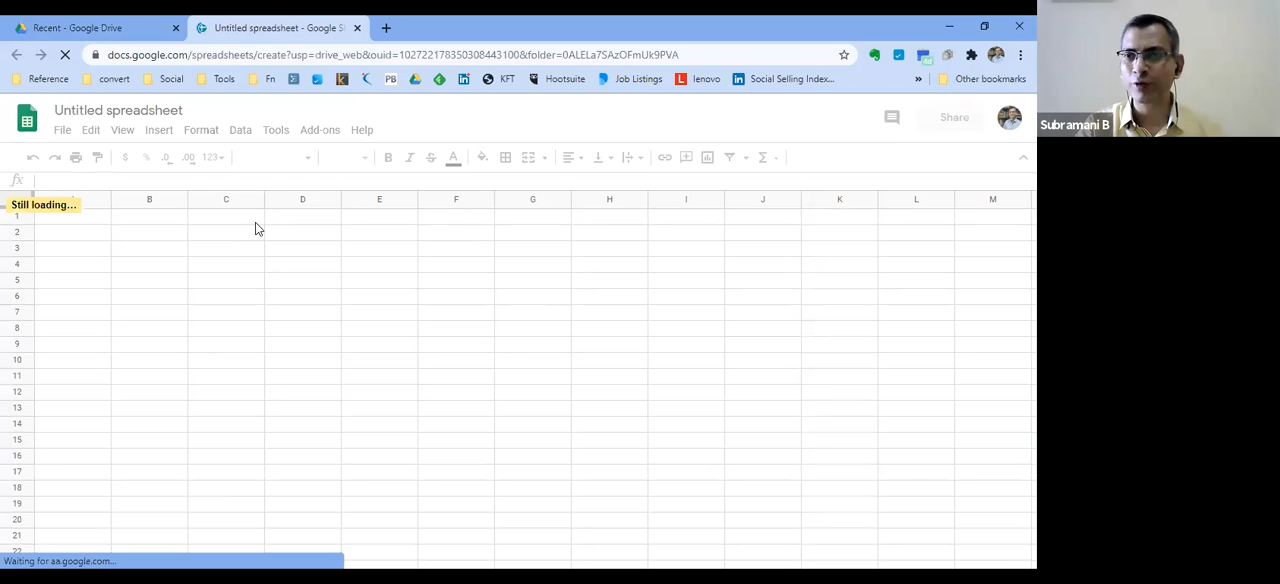 Recent - Google Drive
Untitled spreadsheet - Google S
docs.google.com/spreadsheets/create?usp=drive_web&ouid=102722178350308443100&folder=0ALELa7SAzOFmUk9PVA
Reference convert Social Tools Fn PB KFT Hootsuite Job Listings L lenovo Social Selling Index... » Other bookmarks
Untitled spreadsheet
Share
File Edit View Insert Format Data Tools Add-ons Help
$ % .0 .00 123 B I S A Σ
fx
Still loading...
B C D E F G H I J K L M
1
2
3
4
5
6
7
8
9
10
11
12
13
14
15
16
17
18
19
20
21
22
Waiting for aa.google.com...
Subramani B